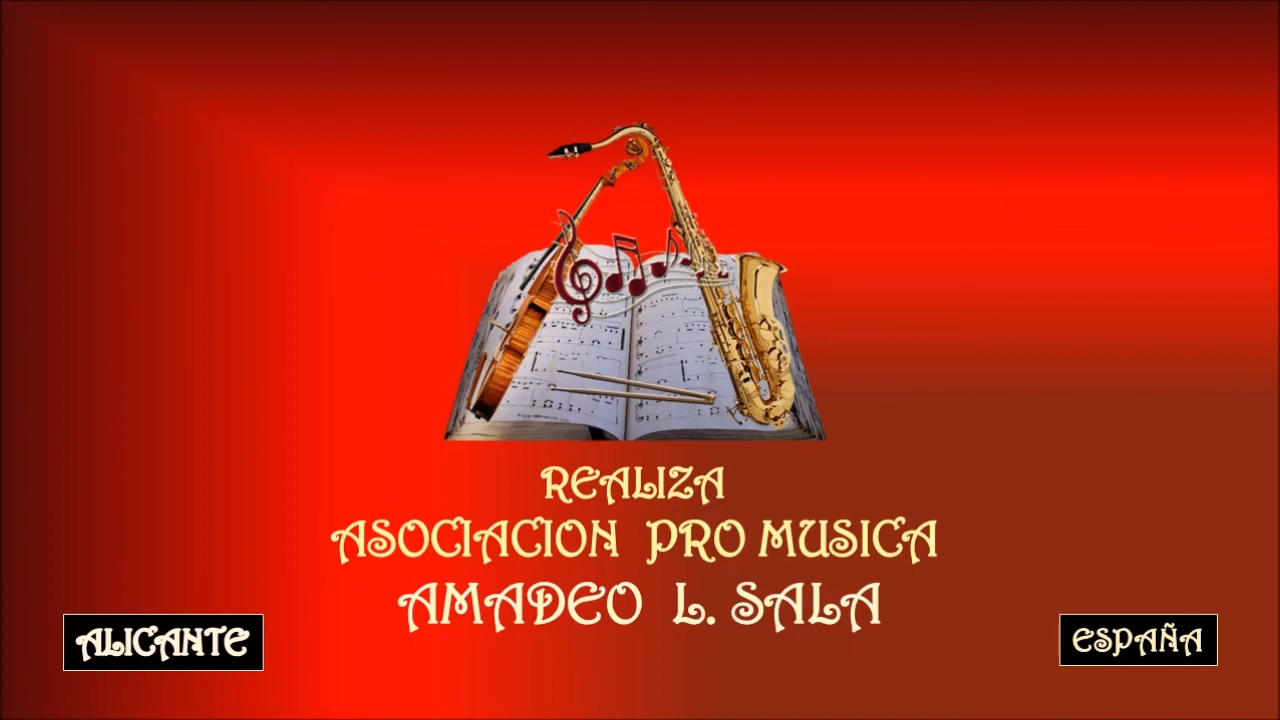 REALIZA
ASOCIACION PRO MUSICA
AMADEO L. SALA
ALICANTE
ESPAÑA